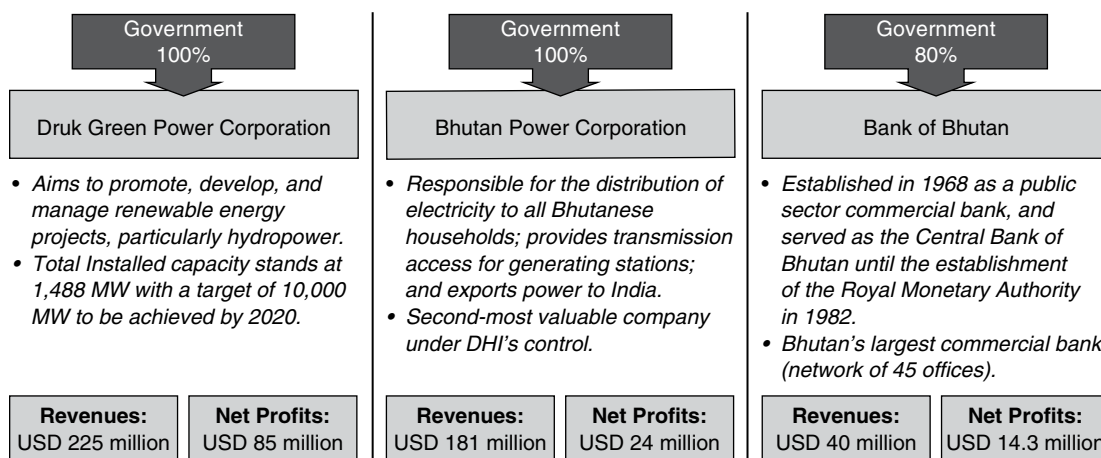 Government
100%
Druk Green Power Corporation
• Aims to promote, develop, and
manage renewable energy
projects, particularly hydropower.
• Total Installed capacity stands at
1,488 MW with a target of 10,000
MW to be achieved by 2020.
Revenues:
USD 225 million
Net Profits:
USD 85 million
Government
100%
Bhutan Power Corporation
• Responsible for the distribution of
electricity to all Bhutanese
households; provides transmission
access for generating stations;
and exports power to India.
• Second-most valuable company
under DHI’s control.
Revenues:
USD 181 million
Net Profits:
USD 24 million
Government
80%
Bank of Bhutan
• Established in 1968 as a public
sector commercial bank, and
served as the Central Bank of
Bhutan until the establishment
of the Royal Monetary Authority
in 1982.
• Bhutan’s largest commercial bank
(network of 45 offices).
Revenues:
USD 40 million
Net Profits:
USD 14.3 million